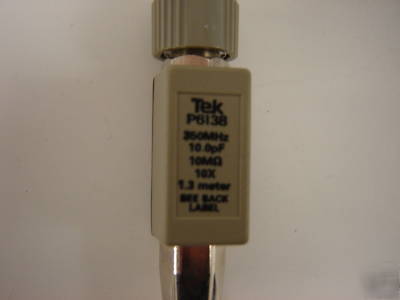 Tek
P6138
350MHz
10.0pF
10MΩ
10X
1.3 meter
SEE BACK
LABEL